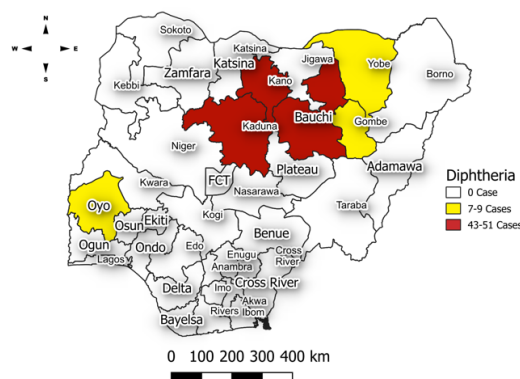 N
W E
S
Sokoto
Katsina
Jigawa
Yobe
Borno
Zamfara
Katsina
Kano
Kebbi
Kaduna
Bauchi
Gombe
Niger
Plateau
Adamawa
FCT
Nasarawa
Kwara
Taraba
Oyo
Kogi
Osun
Ekiti
Benue
Ogun
Ondo
Edo
Lagos
Enugu
Cross
River
Anambra
Delta
Imo
Cross River
Akwa
Ibom
Rivers
Bayelsa
Diphtheria
0 Case
7-9 Cases
43-51 Cases
0 100 200 300 400 km